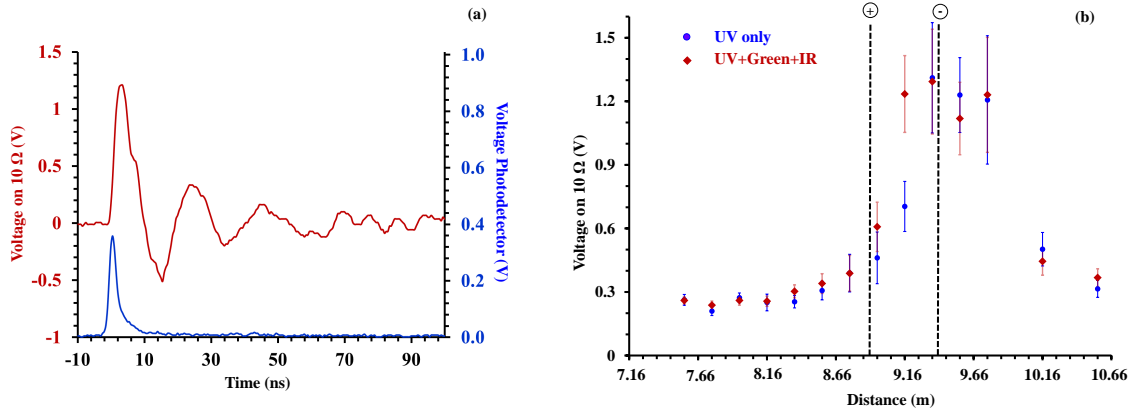 (a)
1.5
1
0.5
0
-0.5
-1
Voltage on 10 Ω (V)
1.0
0.8
0.6
0.4
0.2
0.0
Voltage Photodetector (V)
-10 10 30 50 70 90
Time (ns)
(b)
+ -
UV only
UV+Green+IR
1.5
1.2
0.9
0.6
0.3
0
Voltage on 10 Ω (V)
7.16 7.66 8.16 8.66 9.16 9.66 10.16 10.66
Distance (m)